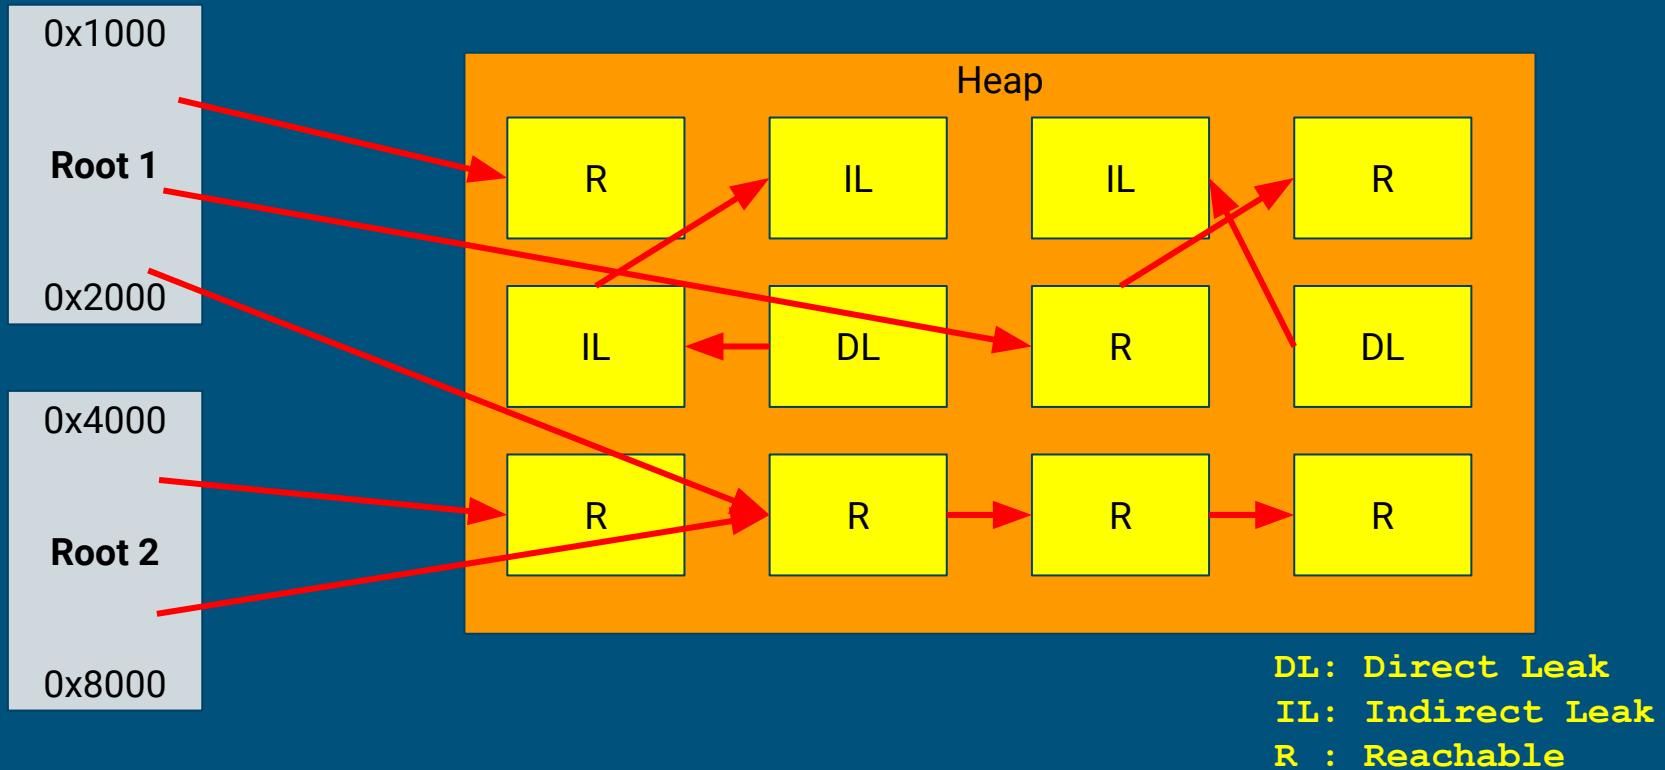 0x1000
Root 1
0x2000
0x4000
Root 2
0x8000
Heap
R
IL
IL
R
IL
DL
R
DL
R
R
R
R
DL: Direct Leak
IL: Indirect Leak
R : Reachable